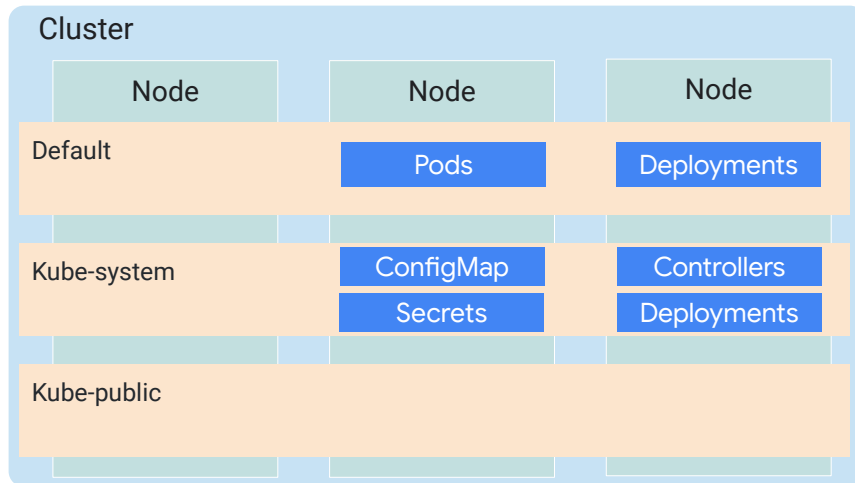 Cluster
Node Node Node
Default
Pods Deployments
Kube-system
ConfigMap Controllers
Secrets Deployments
Kube-public